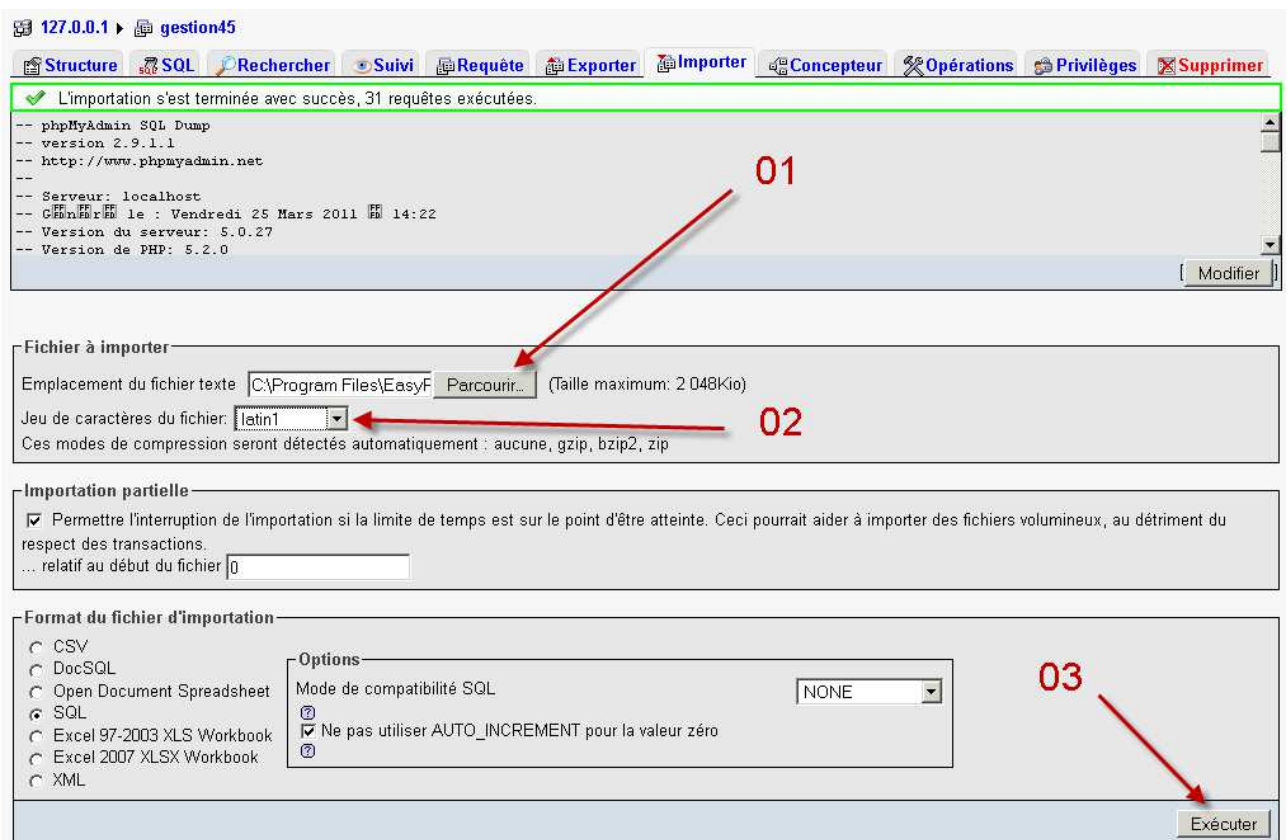 127.0.0.1 gestion45
Structure SQL Rechercher Suivi Requête Exporter Importer Concepteur Opérations Privilèges Supprimer
L'importation s'est terminée avec succès, 31 requêtes exécutées.
-- phpMyAdmin SQL Dump
-- version 2.9.1.1
-- http://www.phpmyadmin.net
--
-- Serveur: localhost
-- le : Vendredi 25 Mars 2011 14:22
-- Version du serveur: 5.0.27
-- Version de PHP: 5.2.0
[ Modifier ]
01
Fichier à importer
Emplacement du fichier texte C:\Program Files\EasyF Parcourir... (Taille maximum: 2 048Kio)
Jeu de caractères du fichier: latin1
02
Ces modes de compression seront détectés automatiquement : aucune, gzip, bzip2, zip
Importation partielle
Permettre l'interruption de l'importation si la limite de temps est sur le point d'être atteinte. Ceci pourrait aider à importer des fichiers volumineux, au détriment du
respect des transactions.
... relatif au début du fichier 0
Format du fichier d'importation
CSV
DocSQL
Open Document Spreadsheet
SQL
Excel 97-2003 XLS Workbook
Excel 2007 XLSX Workbook
XML
Options
Mode de compatibilité SQL NONE
Ne pas utiliser AUTO_INCREMENT pour la valeur zéro
03
Exécuter